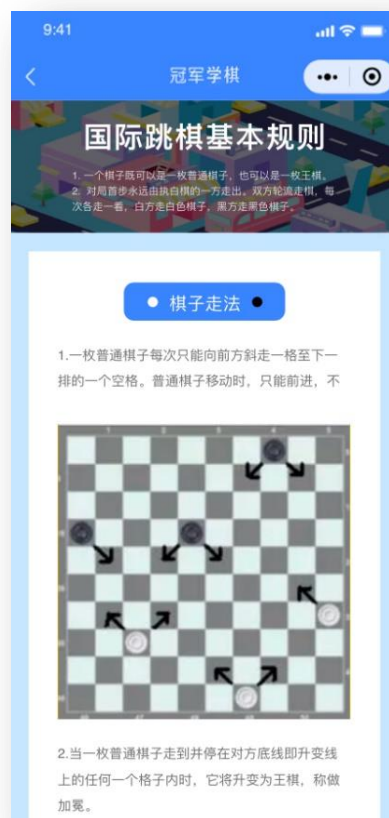 9:41
冠军学棋
国际跳棋基本规则
1. 一个棋子既可以是一枚普通棋子，也可以是一枚王棋。
2. 对局首步永远由执白棋的一方走出，双方轮流走棋，每
次各走一着，白方走白色棋子，黑方走黑色棋子。
棋子走法
1.一枚普通棋子每次只能向前方斜走一格至下一
排的一个空格。普通棋子移动时，只能前进，不
2.当一枚普通棋子走到并停在对方底线即升变线
上的任何一个格子内时，它将升变为王棋，称做
加冕。